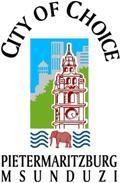 CITY OF CHOICE
PIETERMARITZBURG
MSUNDUZI